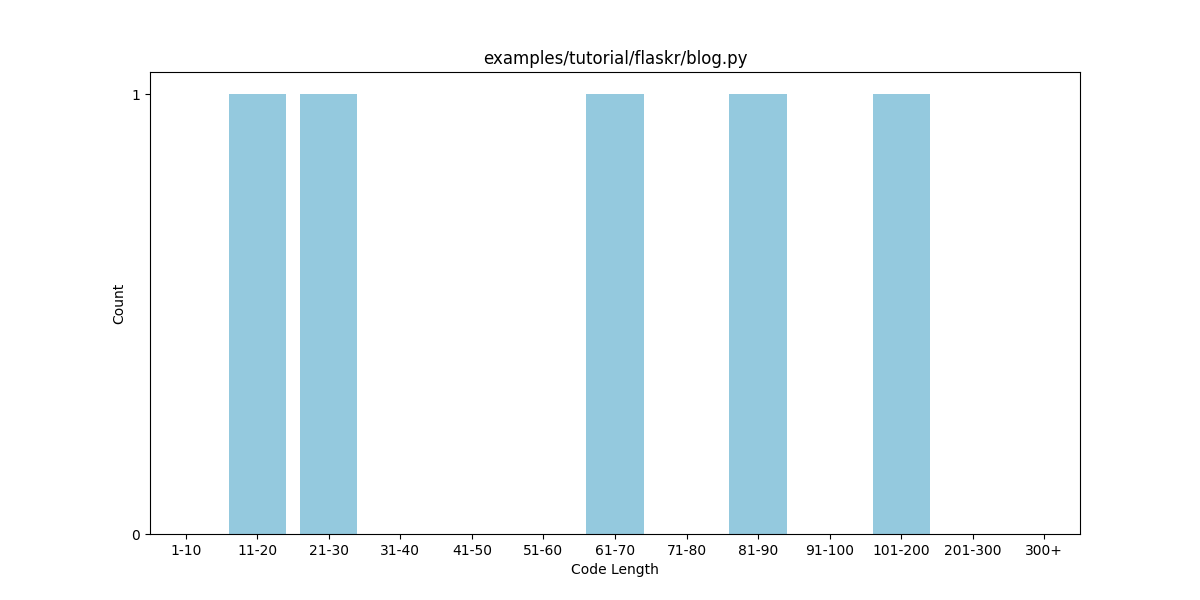 examples/tutorial/flaskr/blog.py
1
0
Count
1-10 11-20 21-30 31-40 41-50 51-60 61-70 71-80 81-90 91-100 101-200 201-300 300+
Code Length